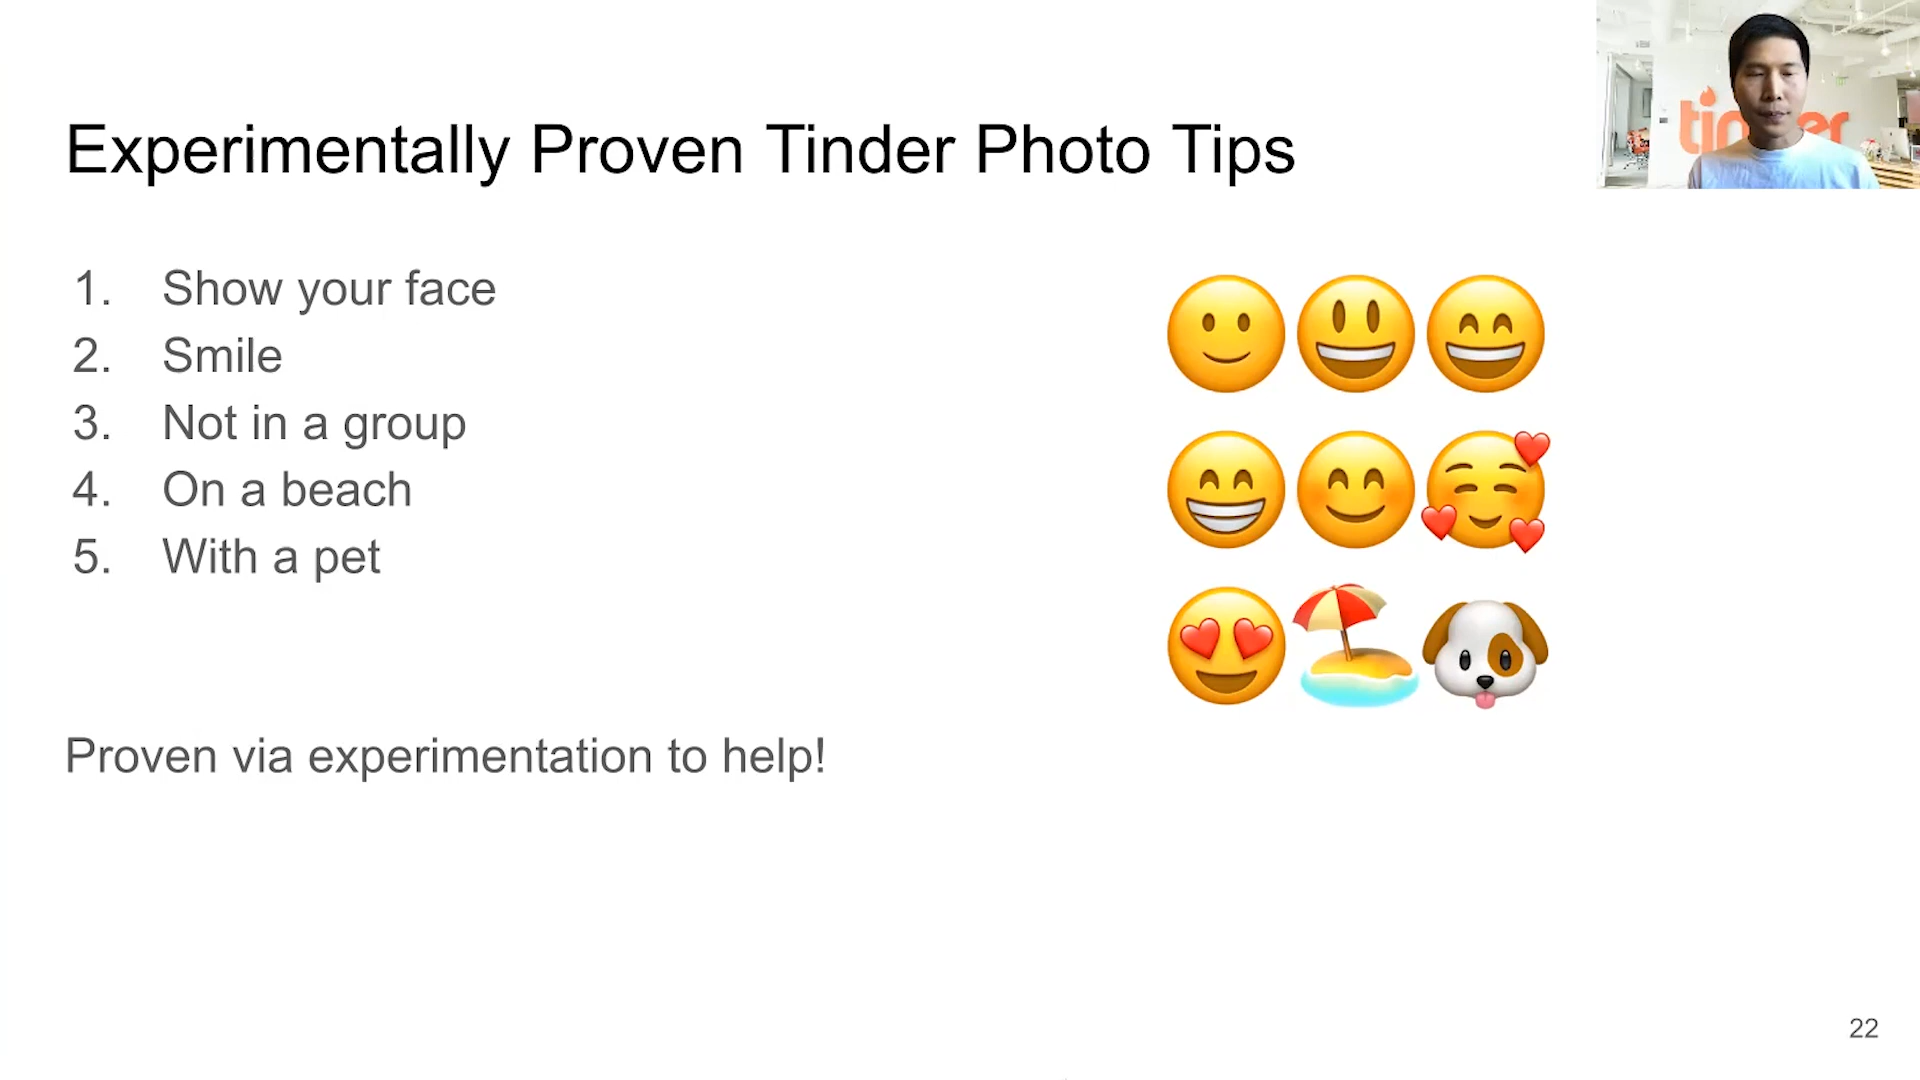 Experimentally Proven Tinder Photo Tips
1. Show your face
2. Smile
3. Not in a group
4. On a beach
5. With a pet
Proven via experimentation to help!
22